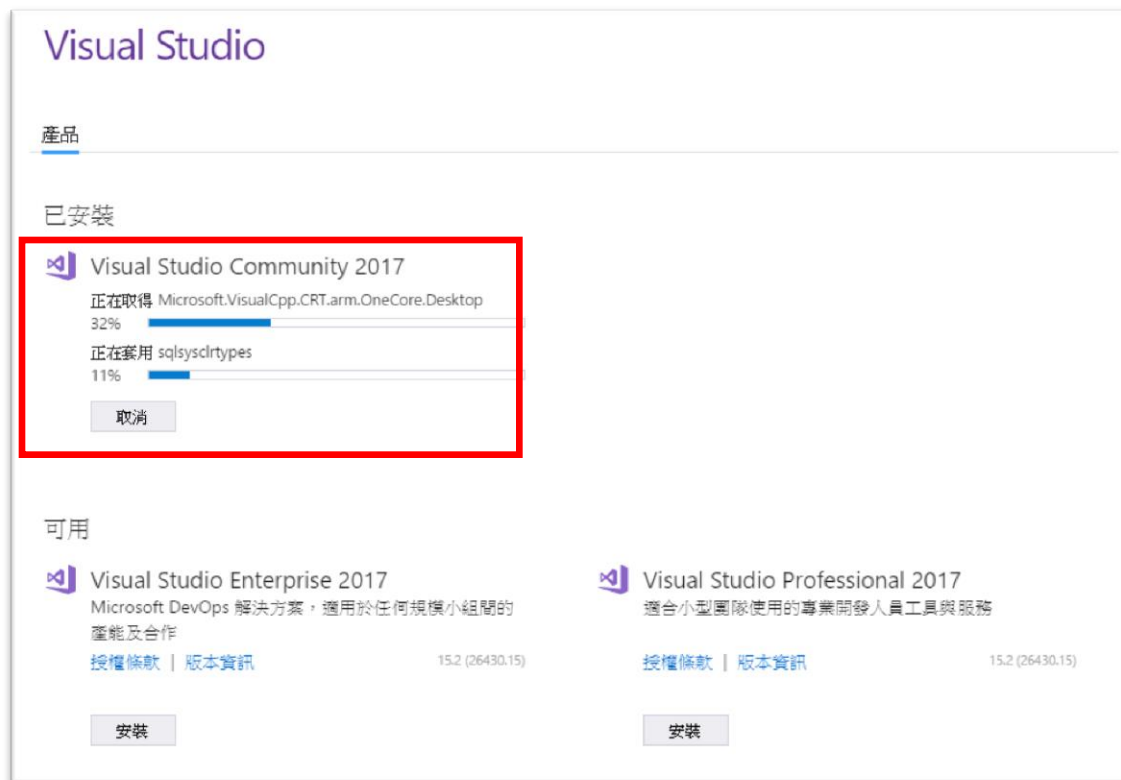 Visual Studio
產品
已安裝
Visual Studio Community 2017
正在取得 Microsoft.VisualCpp.CRT.arm.OneCore.Desktop
32%
正在套用 sqlsysclrtypes
11%
取消
可用
Visual Studio Enterprise 2017
Microsoft DevOps 解決方案，適用於任何規模小組間的
產能及合作
授權條款 | 版本資訊 15.2 (26430.15)
安裝
Visual Studio Professional 2017
適合小型團隊使用的專業開發人員工具與服務
授權條款 | 版本資訊 15.2 (26430.15)
安裝